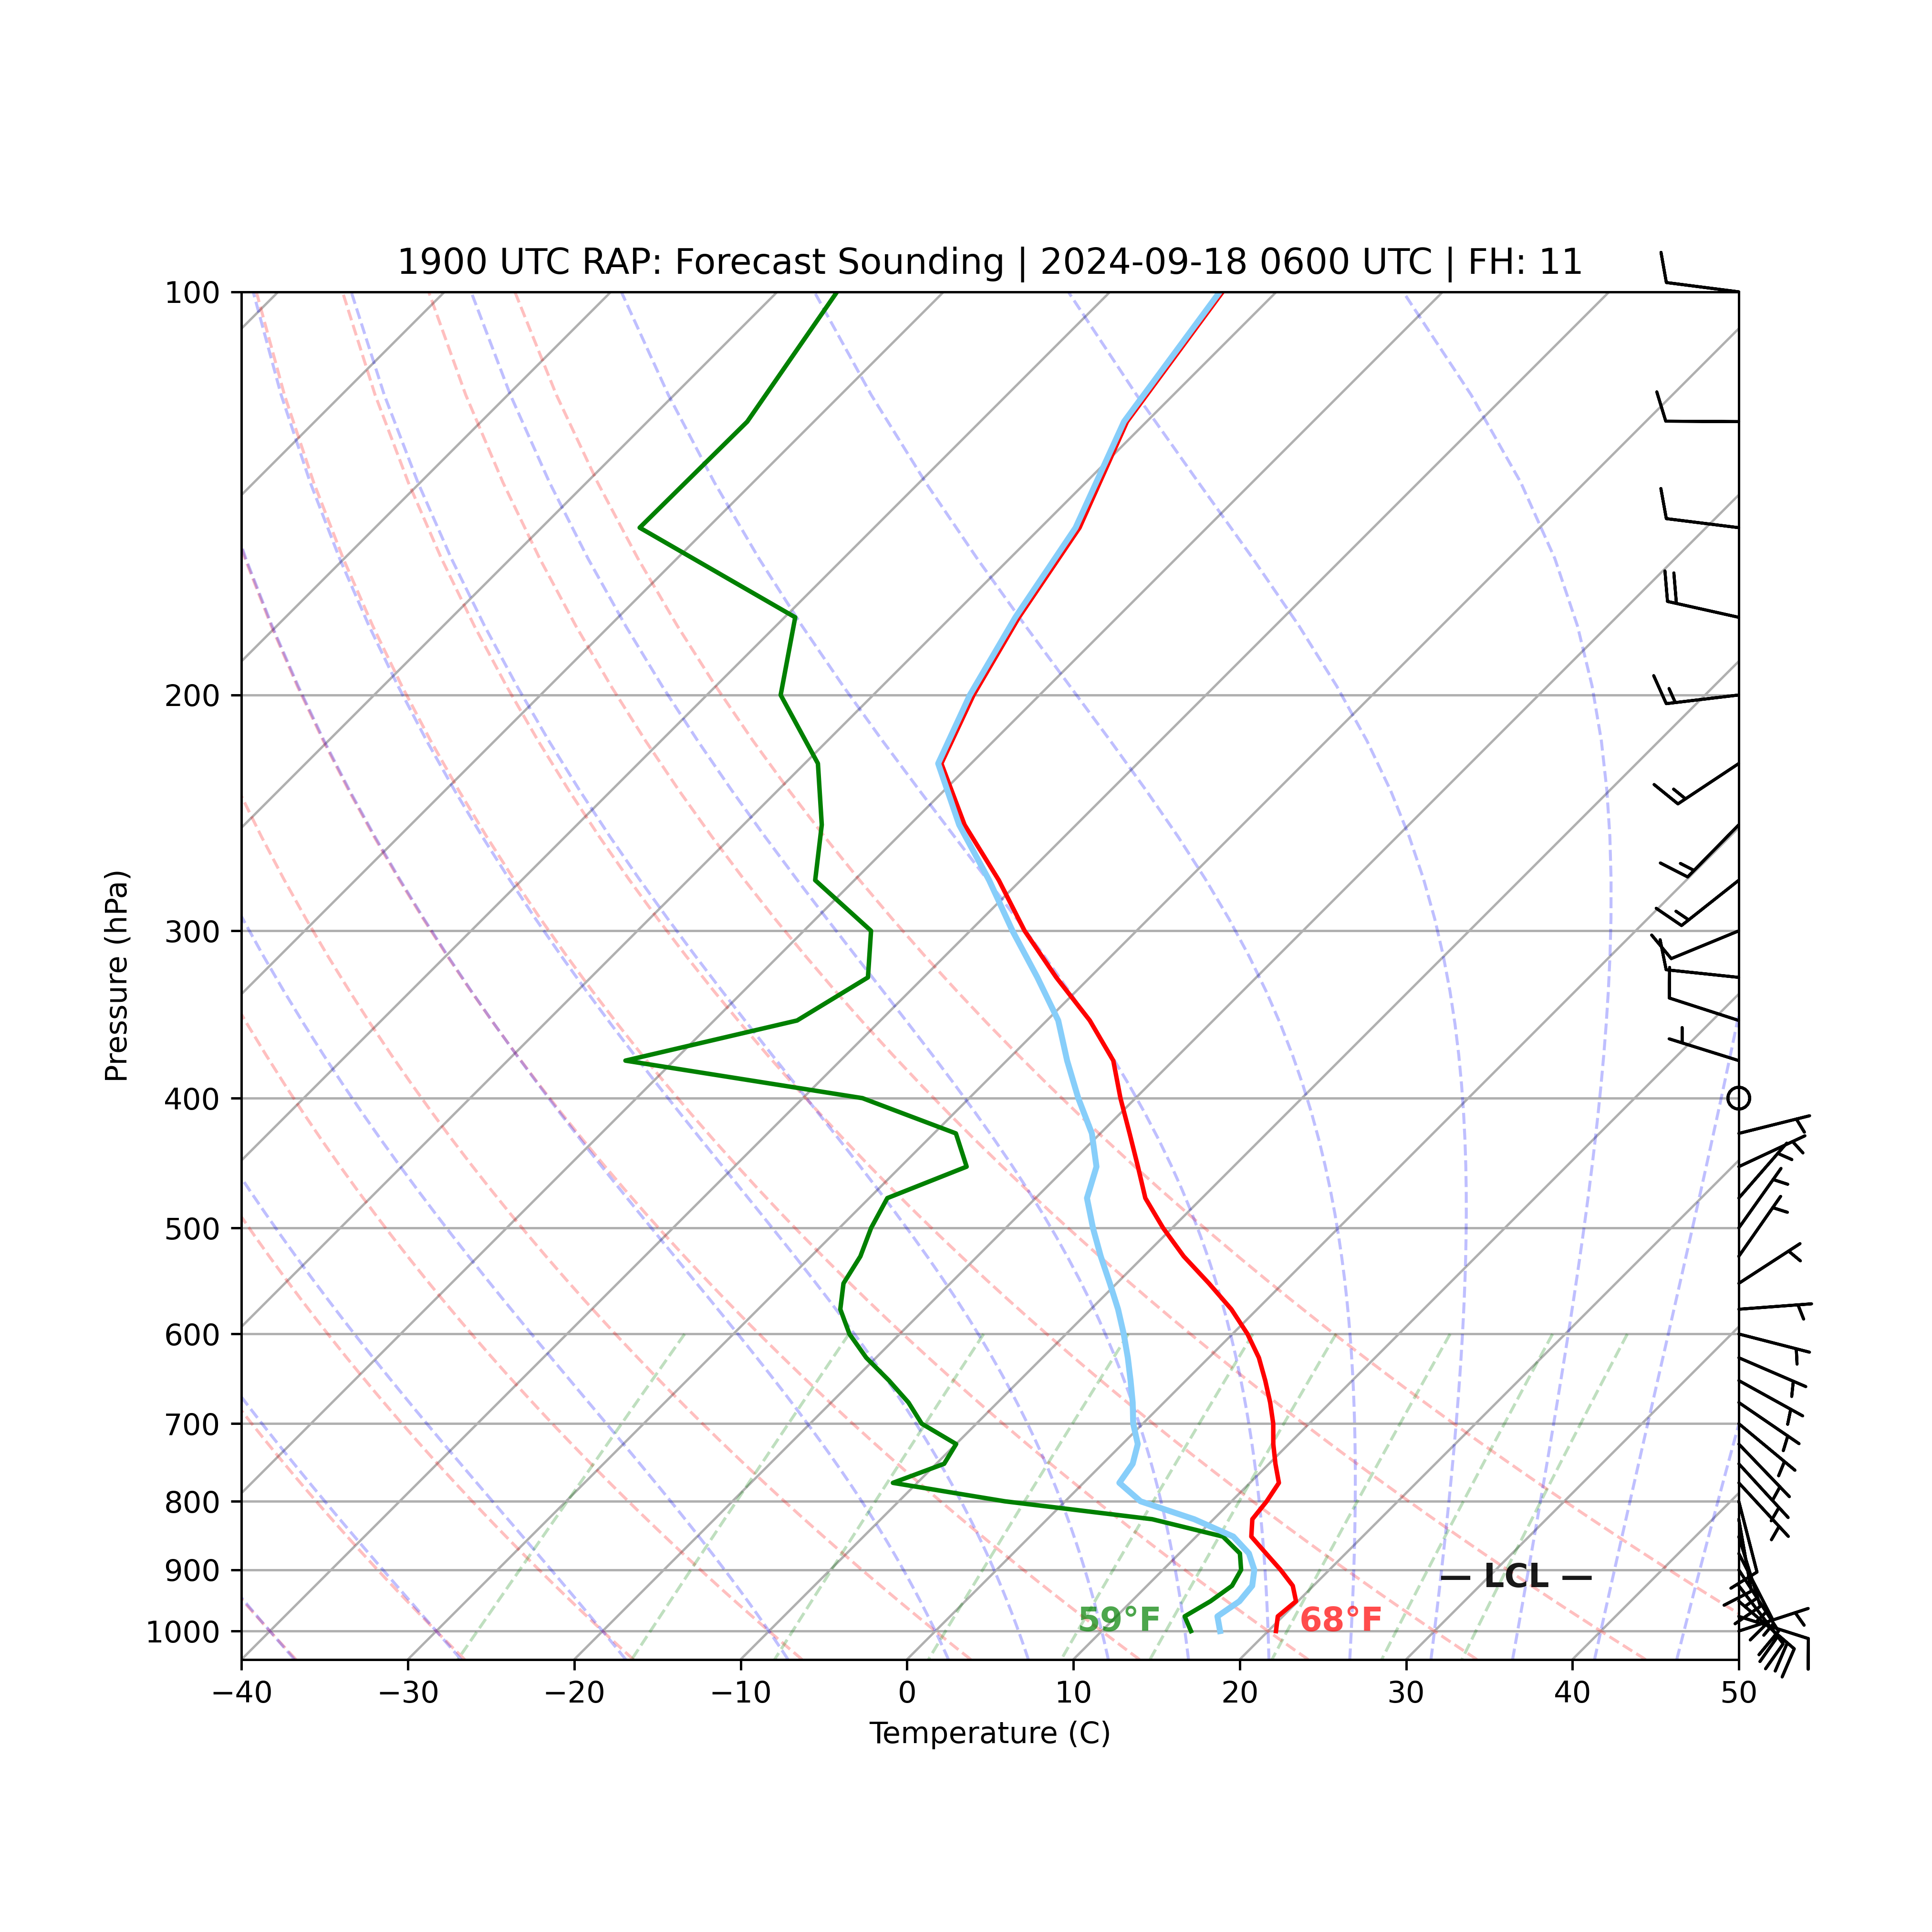 1900 UTC RAP: Forecast Sounding | 2024-09-18 0600 UTC | FH: 11
100
200
300
400
500
600
700
800
900
1000
Pressure (hPa)
— LCL —
59°F 68°F
−40 −30 −20 −10 0 10 20 30 40 50
Temperature (C)